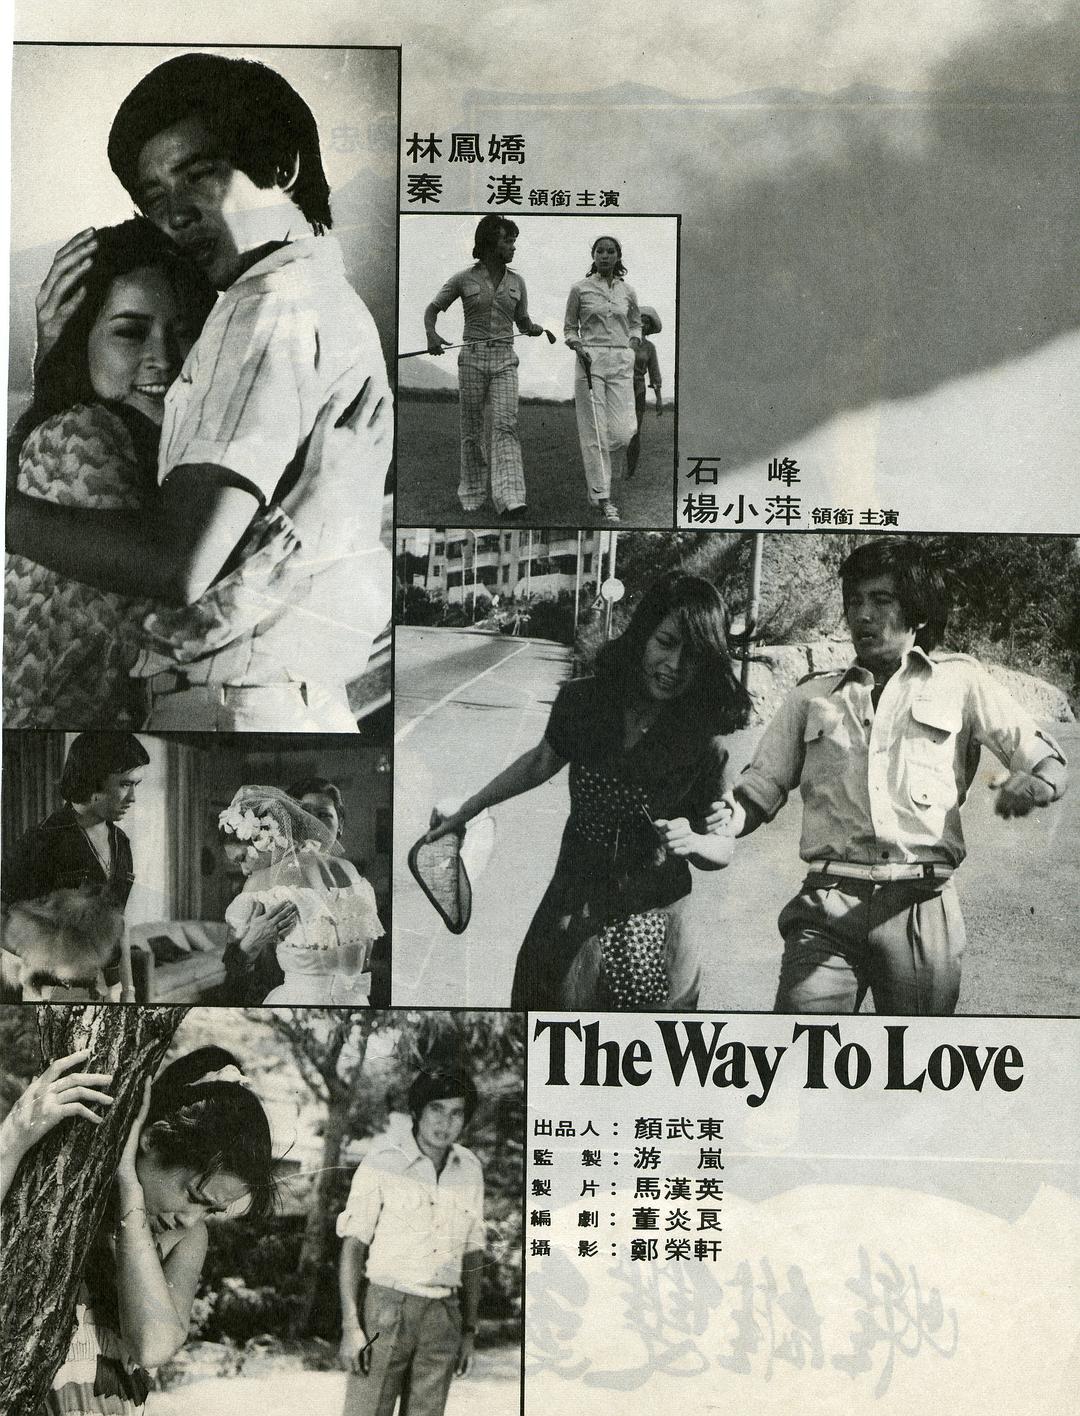 林鳳嬌
秦 漢 領銜主演
石 峰
楊小萍 領銜主演
The Way To Love
出品人：顏武東
監 製：游 嵐
製 片：馬漢英
編 劇：董炎良
攝 影：鄭榮軒